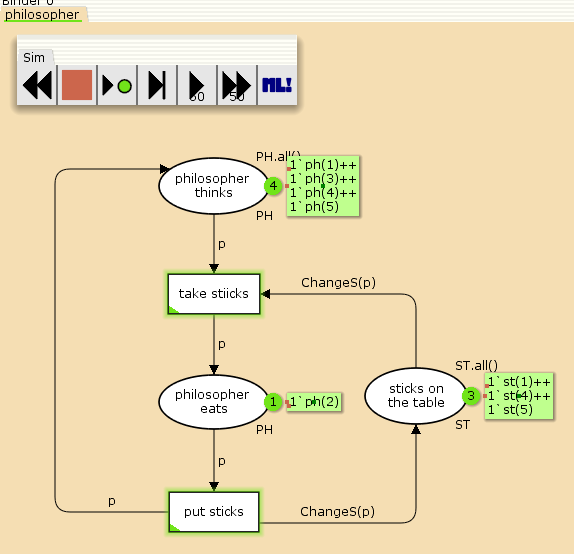 Binder 0
philosopher
Sim
50
50
ML!
PH.all()
philosopher
thinks
4
1`ph(1)++
1`ph(3)++
1`ph(4)++
1`ph(5)
PH
p
take stiicks
ChangeS(p)
p
philosopher
eats
1
1`ph(2)
PH
ST.all()
sticks on
the table
3
1`st(1)++
1`st(4)++
1`st(5)
ST
p
p
put sticks
ChangeS(p)